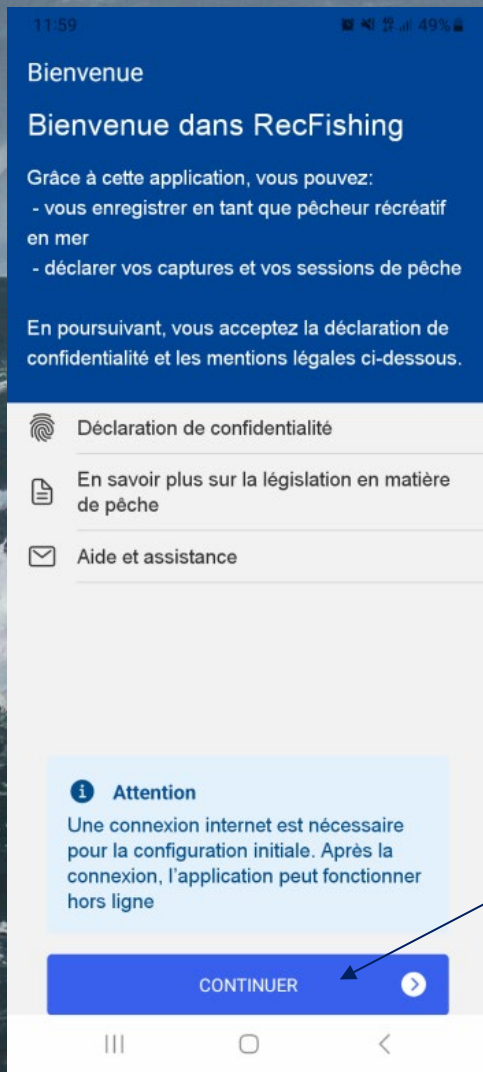 11:59 49%
Bienvenue
Bienvenue dans RecFishing
Grâce à cette application, vous pouvez:
- vous enregistrer en tant que pêcheur récréatif
en mer
- déclarer vos captures et vos sessions de pêche
En poursuivant, vous acceptez la déclaration de
confidentialité et les mentions légales ci-dessous.
Déclaration de confidentialité
En savoir plus sur la législation en matière
de pêche
Aide et assistance
Attention
Une connexion internet est nécessaire
pour la configuration initiale. Après la
connexion, l'application peut fonctionner
hors ligne
CONTINUER